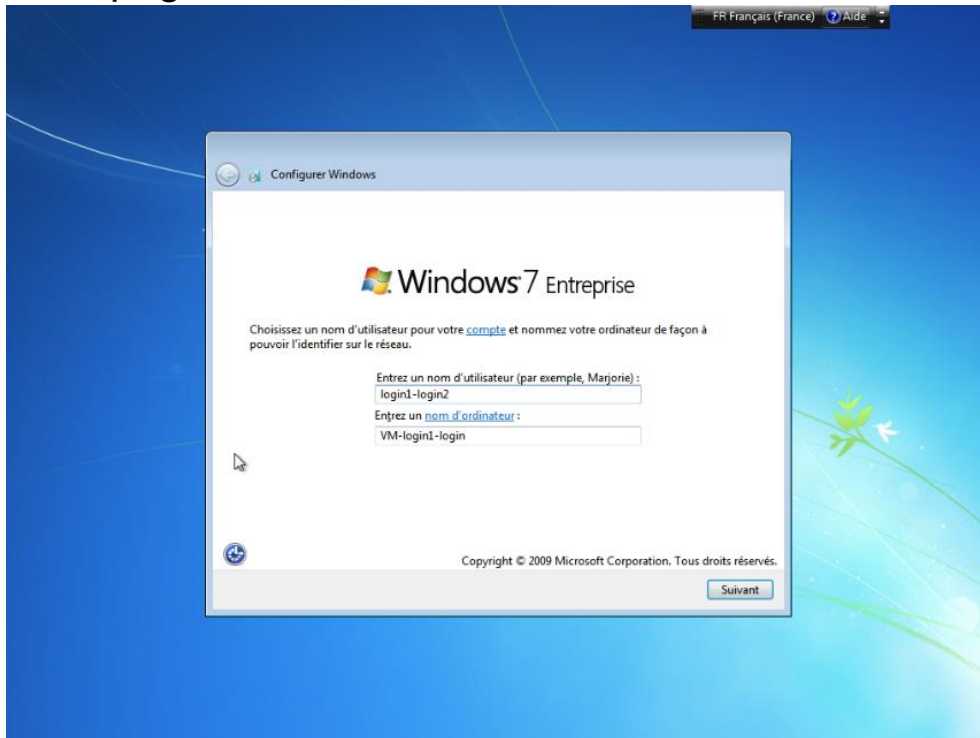 FR Français (France) Aide
Configurer Windows
Windows 7 Entreprise
Choisissez un nom d'utilisateur pour votre compte et nommez votre ordinateur de façon à
pouvoir l'identifier sur le réseau.
Entrez un nom d'utilisateur (par exemple, Marjorie) :
login1-login2
Entrez un nom d'ordinateur :
VM-login1-login
Copyright © 2009 Microsoft Corporation. Tous droits réservés.
Suivant